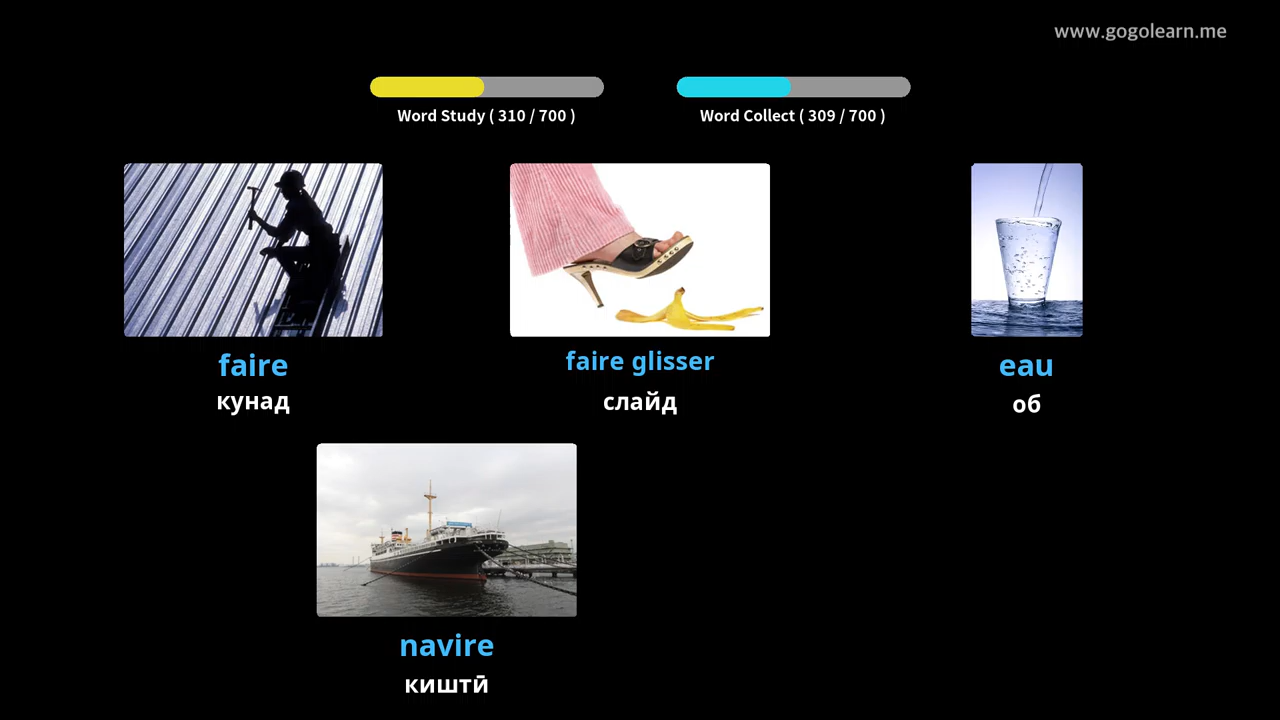 www.gogolearn.me
Word Study ( 310 / 700 )
Word Collect ( 309 / 700 )
faire
кунад
faire glisser
слайд
eau
об
navire
киштӣ